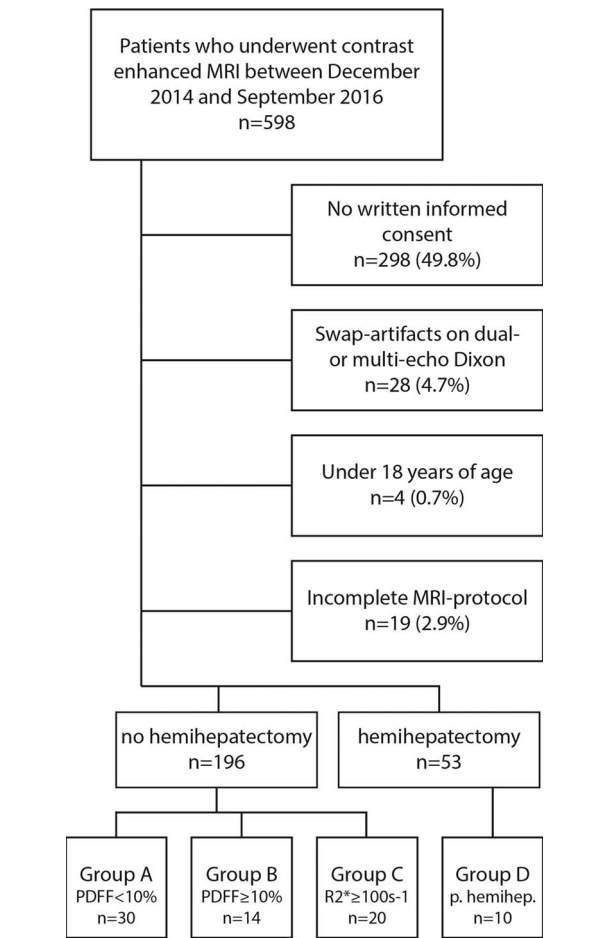 Patients who underwent contrast
enhanced MRI between December
2014 and September 2016
n=598
No written informed
consent
n=298 (49.8%)
Swap-artifacts on dual-
or multi-echo Dixon
n=28 (4.7%)
Under 18 years of age
n=4 (0.7%)
Incomplete MRI-protocol
n=19 (2.9%)
no hemihepatectomy
n=196
hemihepatectomy
n=53
Group A
PDFF<10%
n=30
Group B
PDFF≥10%
n=14
Group C
R2*≥100s-1
n=20
Group D
p. hemihep.
n=10